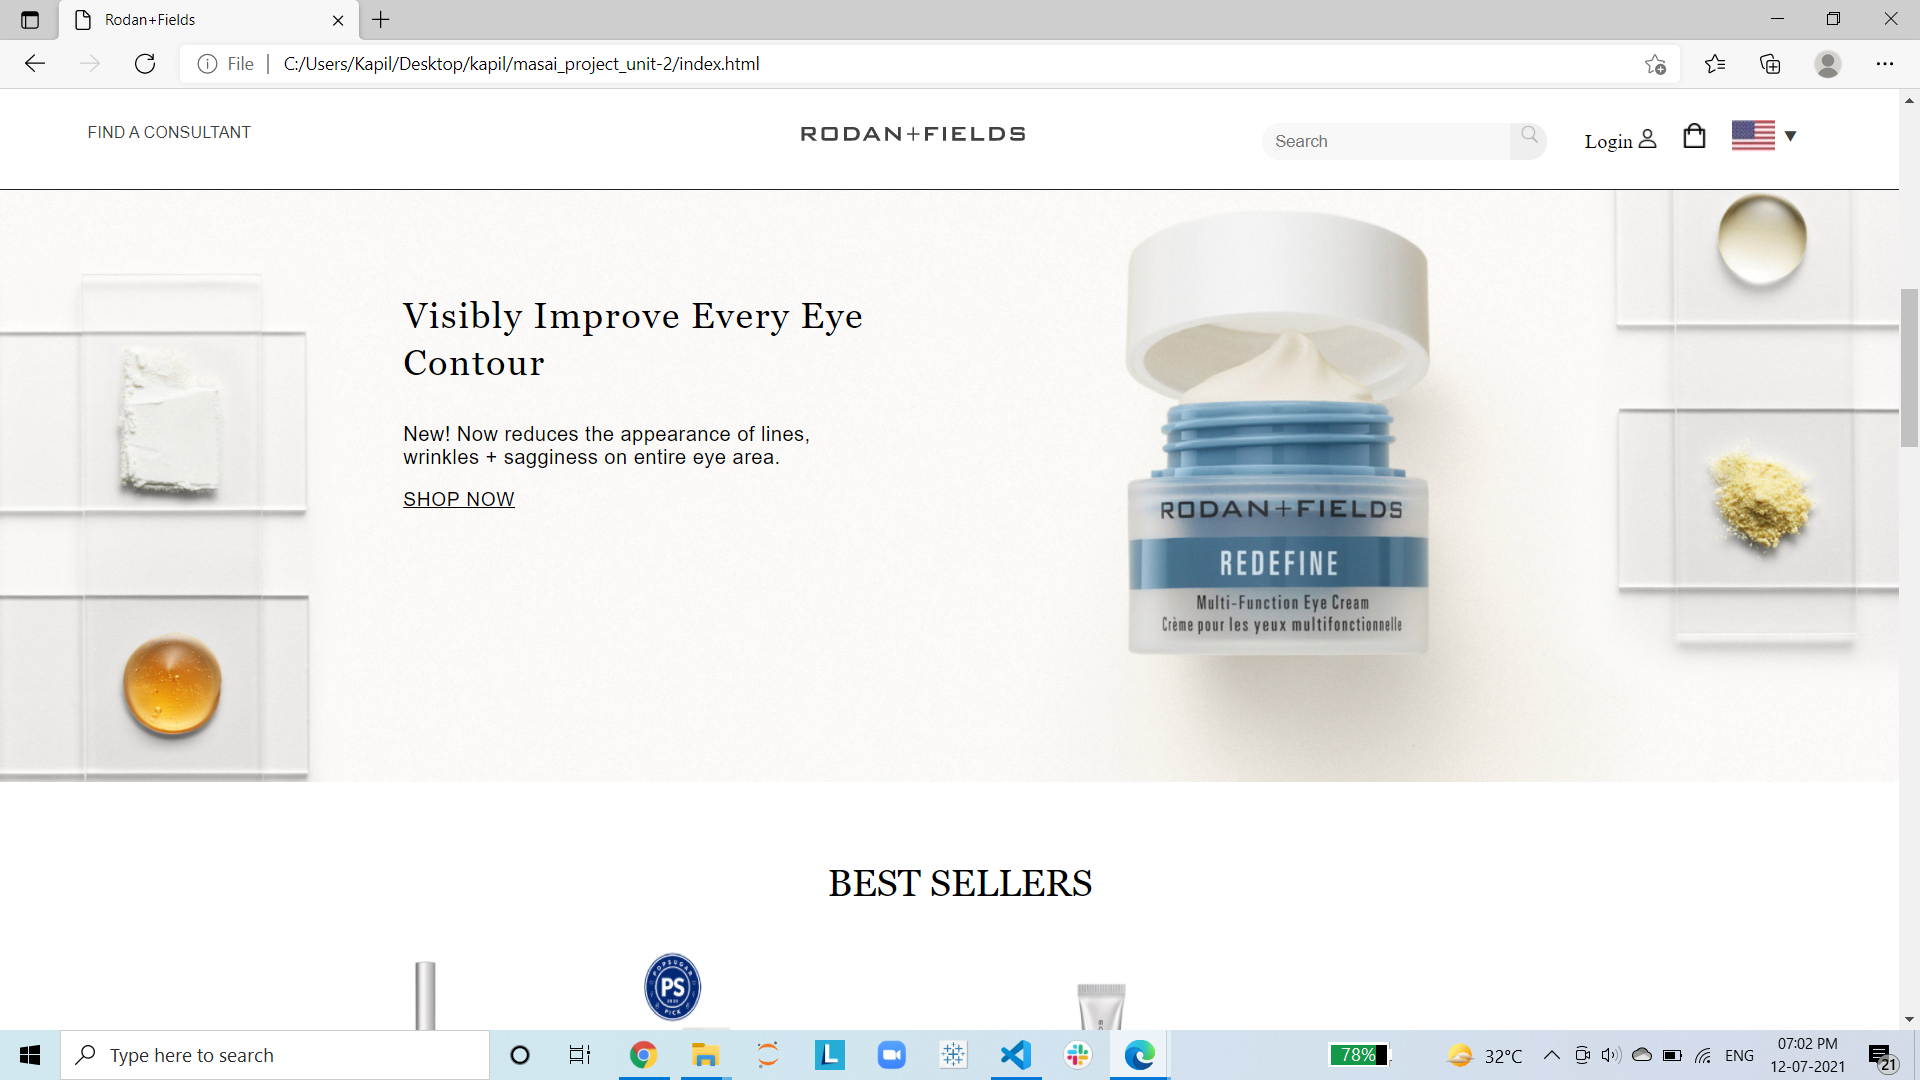 Rodan+Fields
File
C:/Users/Kapil/Desktop/kapil/masai_project_unit-2/index.html
FIND A CONSULTANT
RODAN+FIELDS
Search
Login
Visibly Improve Every Eye
Contour
New! Now reduces the appearance of lines,
wrinkles + sagginess on entire eye area.
SHOP NOW
RODAN+FIELDS
REDEFINE
Multi-Function Eye Cream
Crème pour les yeux multifonctionnelle
BEST SELLERS
POPSUGAR
PS
2020
PICK
Type here to search
L
78%
32°C
ENG
07:02 PM
12-07-2021
21